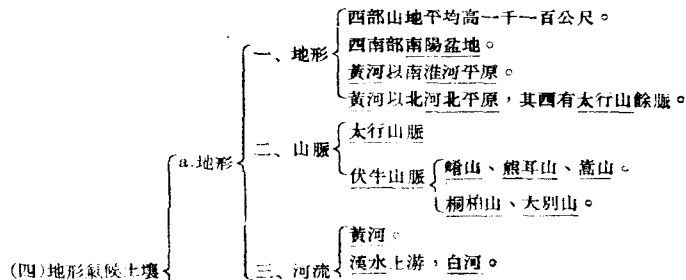 西部山地平均高一千一百公尺。
一、地形
西南部南陽盆地。
黃河以南淮河平原。
黃河以北河北平原，其西有太行山餘脈。
a.地形
二、山脈
太行山脈
伏牛山脈
崤山、熊耳山、嵩山。
桐柏山、大別山。
(四)地形氣候土壤
三、河流
黃河。
漢水上游，白河。